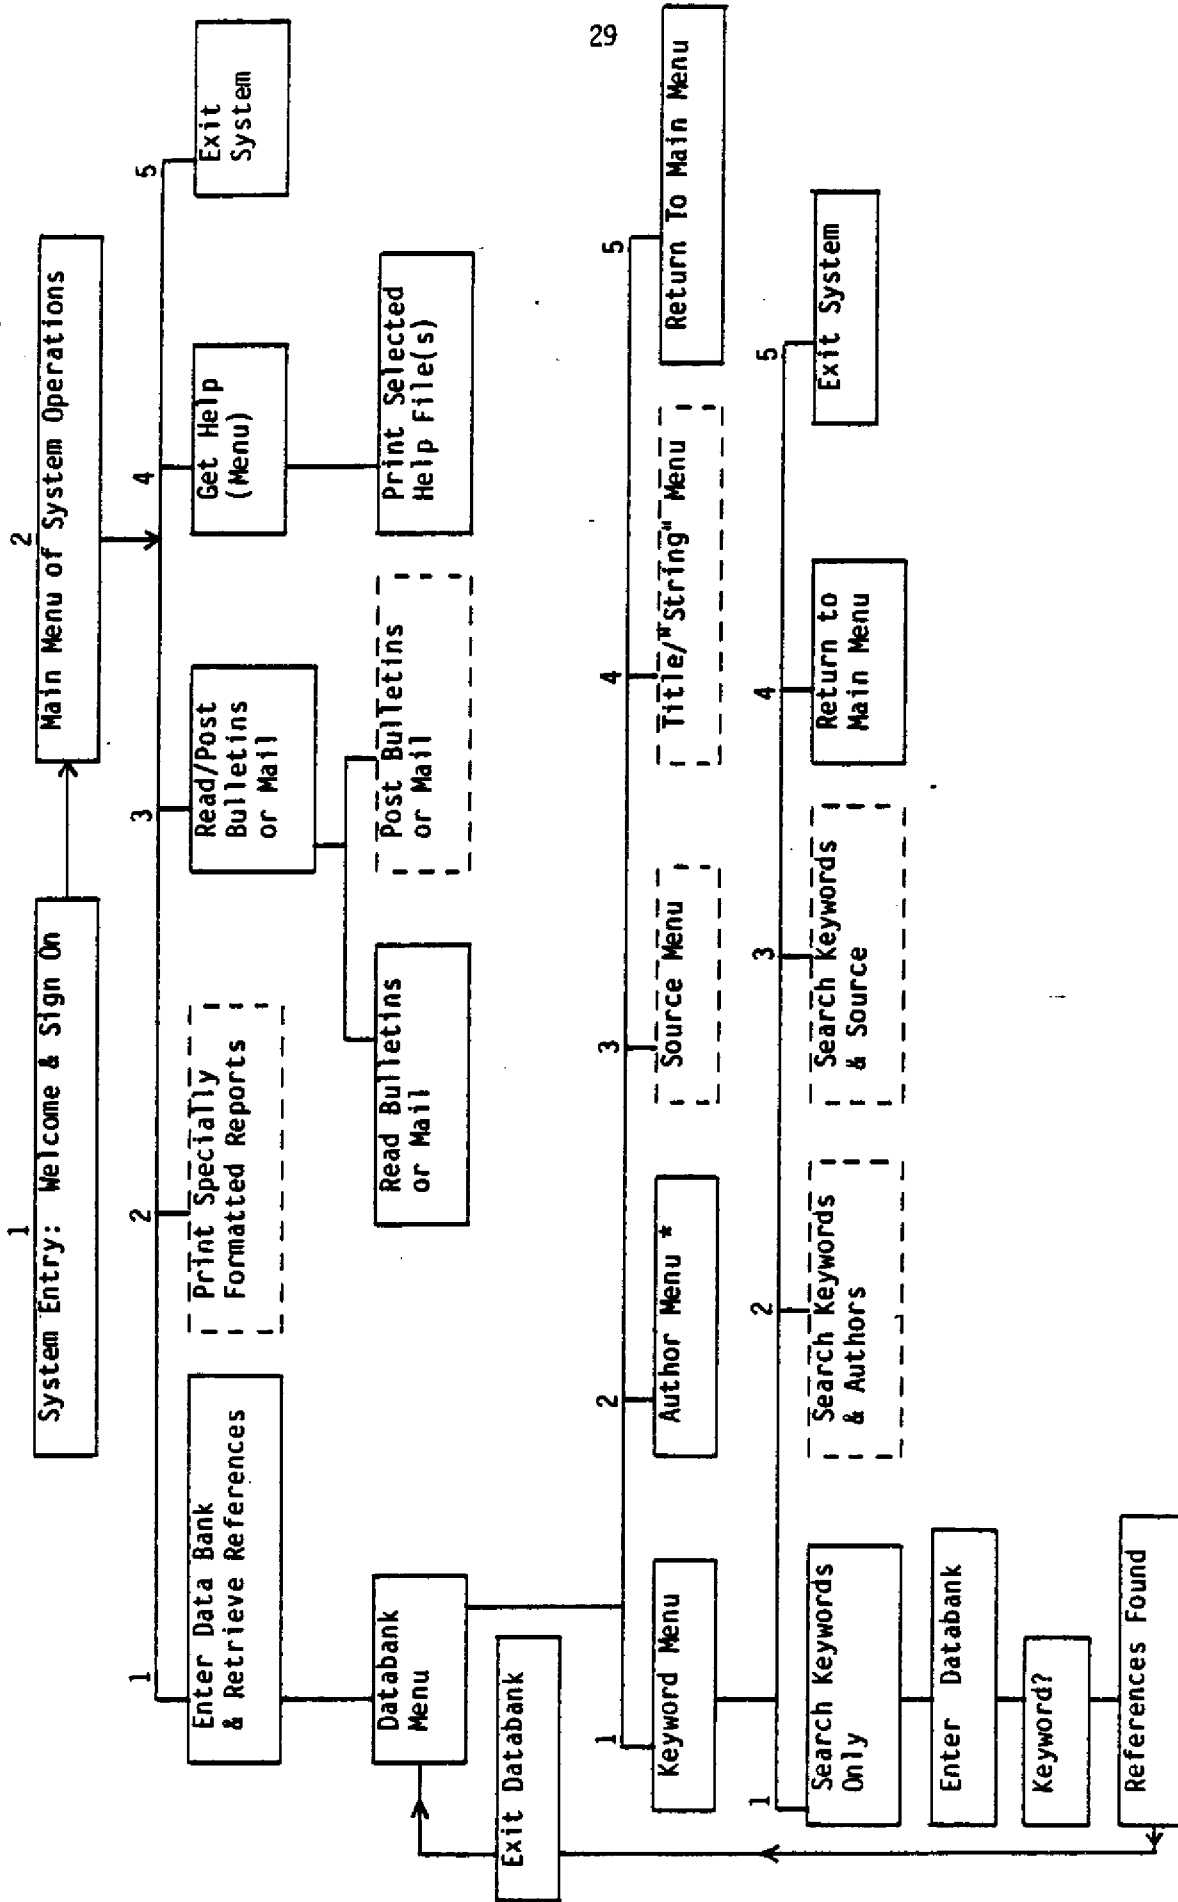 1
System Entry: Welcome & Sign On
2
Main Menu of System Operations
1
Enter Data Bank
& Retrieve References
2
Print Specially
Formatted Reports
3
Read/Post
Bulletins
or Mail
4
Get Help
(Menu)
5
Exit
System
Databank
Menu
Read Bulletins
or Mail
Post Bulletins
or Mail
Print Selected
Help File(s)
Exit Databank
29
1
Keyword Menu
2
Author Menu *
3
Source Menu
4
Title/"String" Menu
5
Return To Main Menu
1
Search Keywords
Only
2
Search Keywords
& Authors
3
Search Keywords
& Source
4
Return to
Main Menu
5
Exit System
Enter Databank
Keyword?
References Found